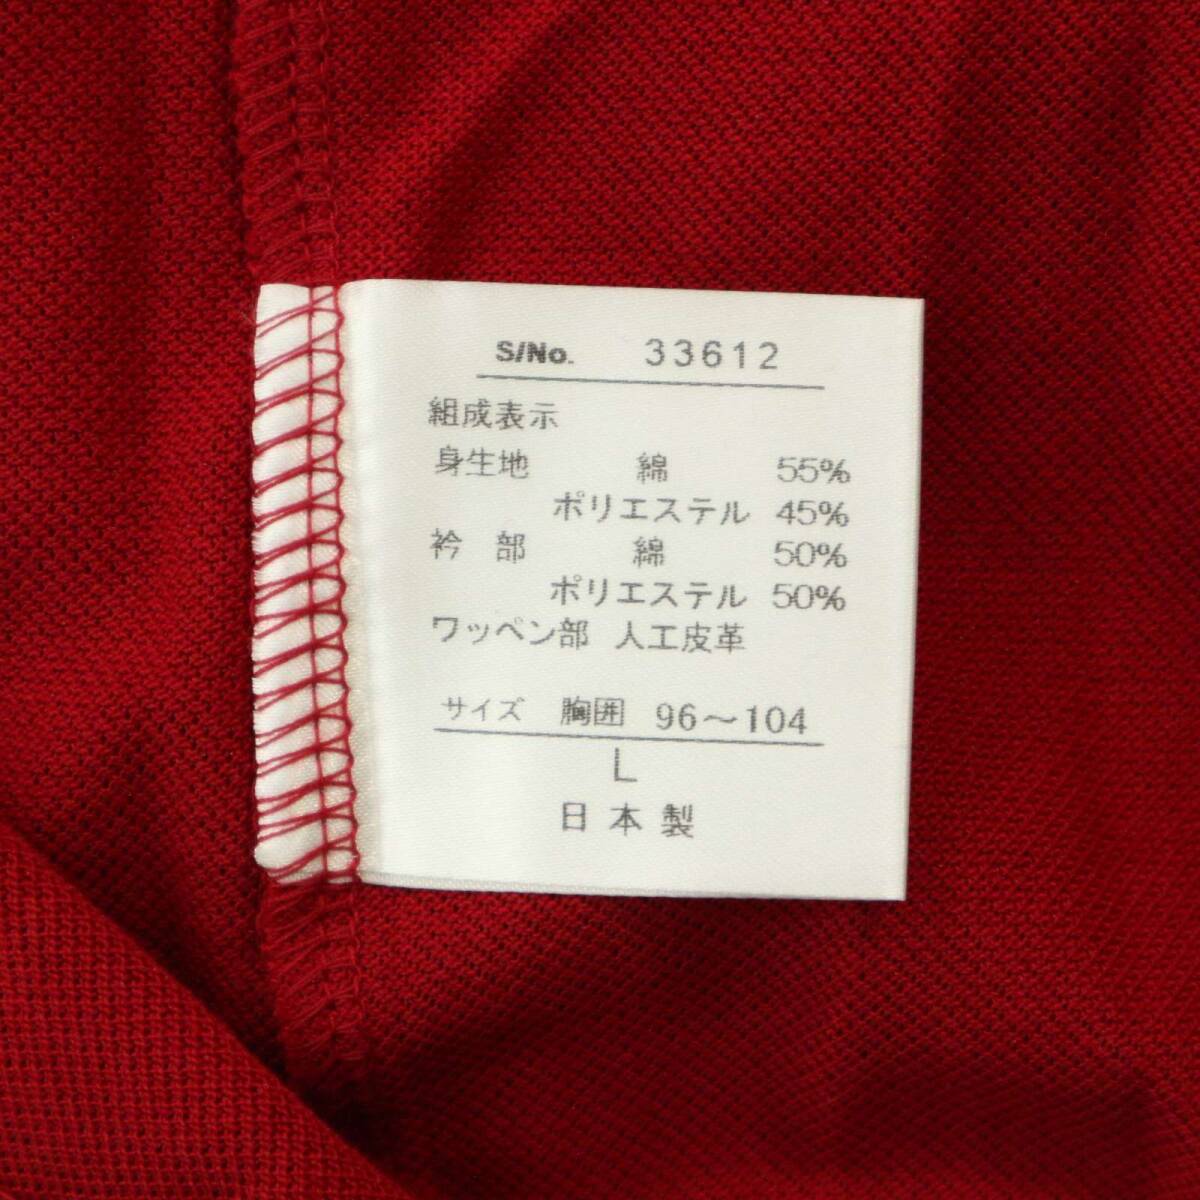 S/No. 33612
組成表示
身生地 綿 55%
ポリエステル 45%
衿部 綿 50%
ポリエステル 50%
ワッペン部 人工皮革
サイズ 胸囲 96～104
L
日本製